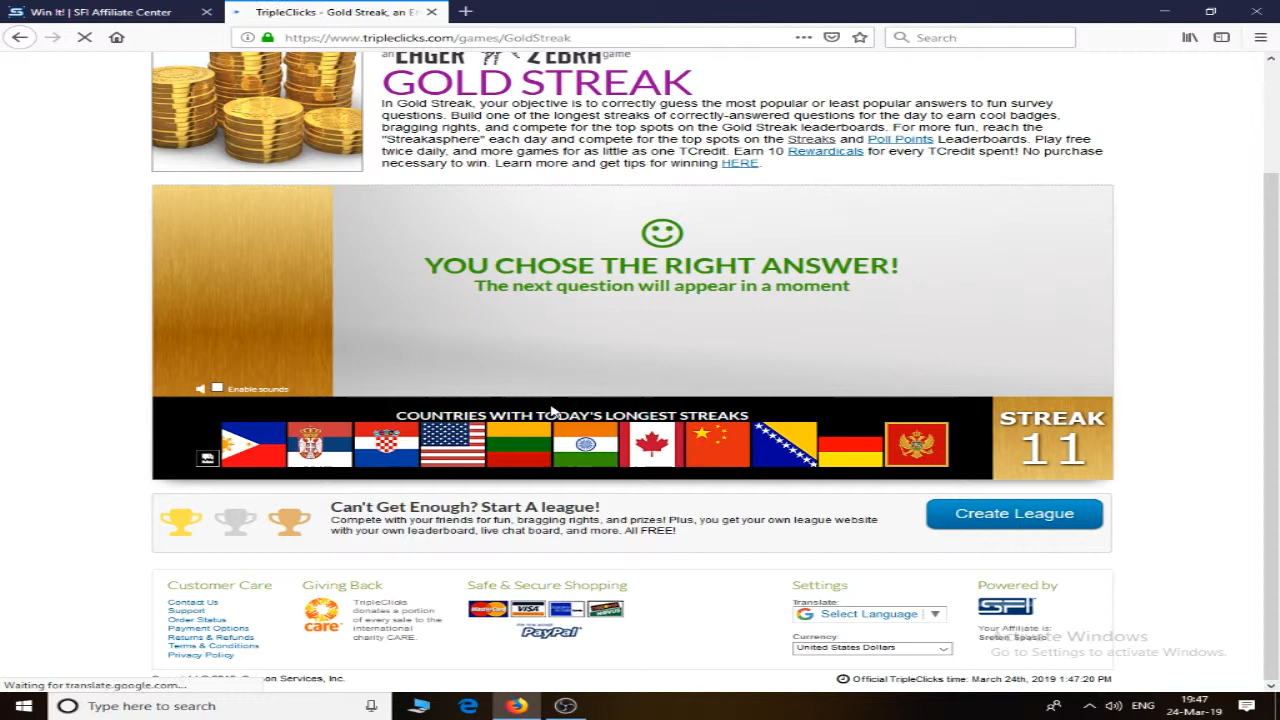 Win It! | SFI Affiliate Center
TripleClicks - Gold Streak, an E
https://www.tripleclicks.com/games/GoldStreak
Search
an EAGER ZEBRA game
GOLD STREAK
In Gold Streak, your objective is to correctly guess the most popular or least popular answers to fun survey
questions. Build one of the longest streaks of correctly-answered questions for the day to earn cool badges,
bragging rights, and compete for the top spots on the Gold Streak leaderboards. For more fun, reach the
"Streakasphere" each day and compete for the top spots on the Streaks and Poll Points Leaderboards. Play free
twice daily, and more games for as little as one TCredit. Earn 10 Rewardicals for every TCredit spent! No purchase
necessary to win. Learn more and get tips for winning HERE.
YOU CHOSE THE RIGHT ANSWER!
The next question will appear in a moment
Enable sounds
COUNTRIES WITH TODAY'S LONGEST STREAKS
STREAK
11
Can't Get Enough? Start A league!
Compete with your friends for fun, bragging rights, and prizes! Plus, you get your own league website
with your own leaderboard, live chat board, and more. All FREE!
Create League
Customer Care
Contact Us
Support
Order Status
Payment Options
Returns & Refunds
Terms & Conditions
Privacy Policy
Giving Back
care
TripleClicks
donates a portion
of every sale to the
international
charity CARE.
Safe & Secure Shopping
MasterCard
VISA
PayPal
Settings
Translate:
Select Language
Currency:
United States Dollars
Powered by
SFI
Your Affiliate is:
Activate Windows
Go to Settings to activate Windows.
Waiting for translate.google.com...
Services, Inc.
Official TripleClicks time: March 24th, 2019 1:47:20 PM
Type here to search
ENG
19:47
24-Mar-19